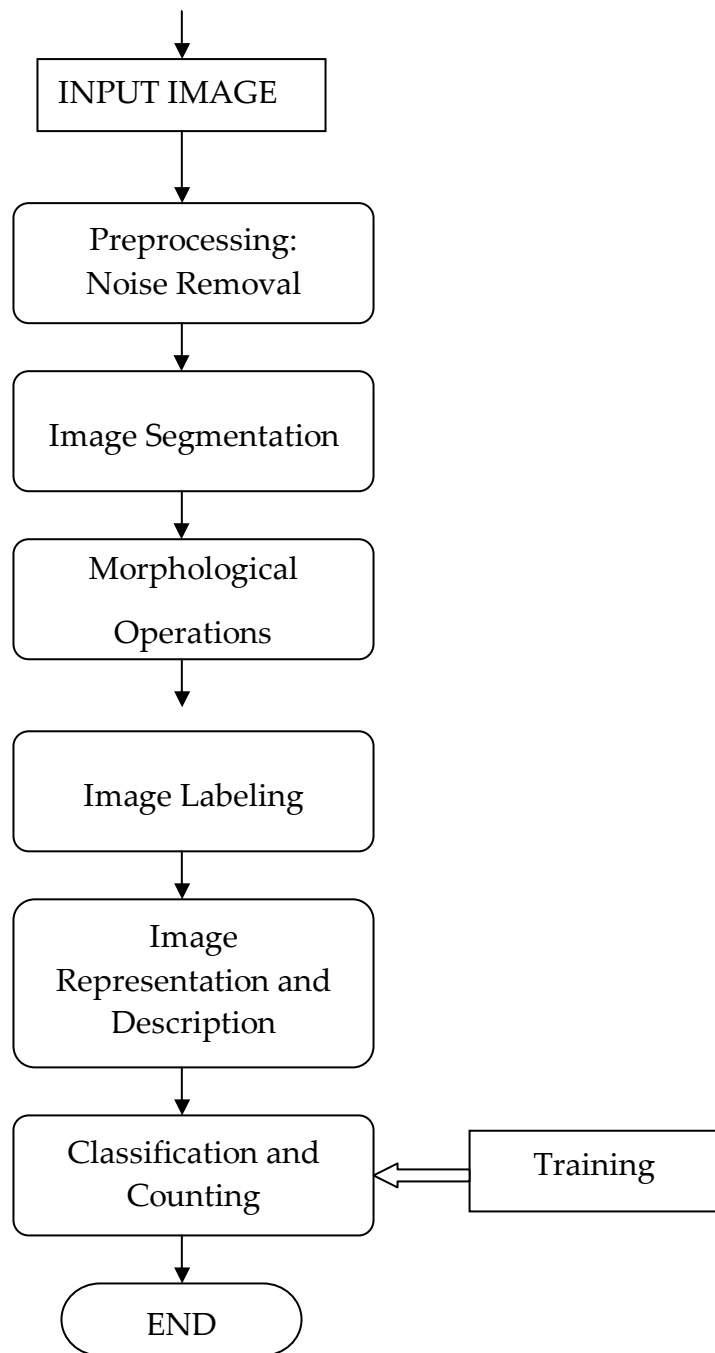 INPUT IMAGE
Preprocessing:
Noise Removal
Image Segmentation
Morphological
Operations
Image Labeling
Image
Representation and
Description
Classification and
Counting
Training
END